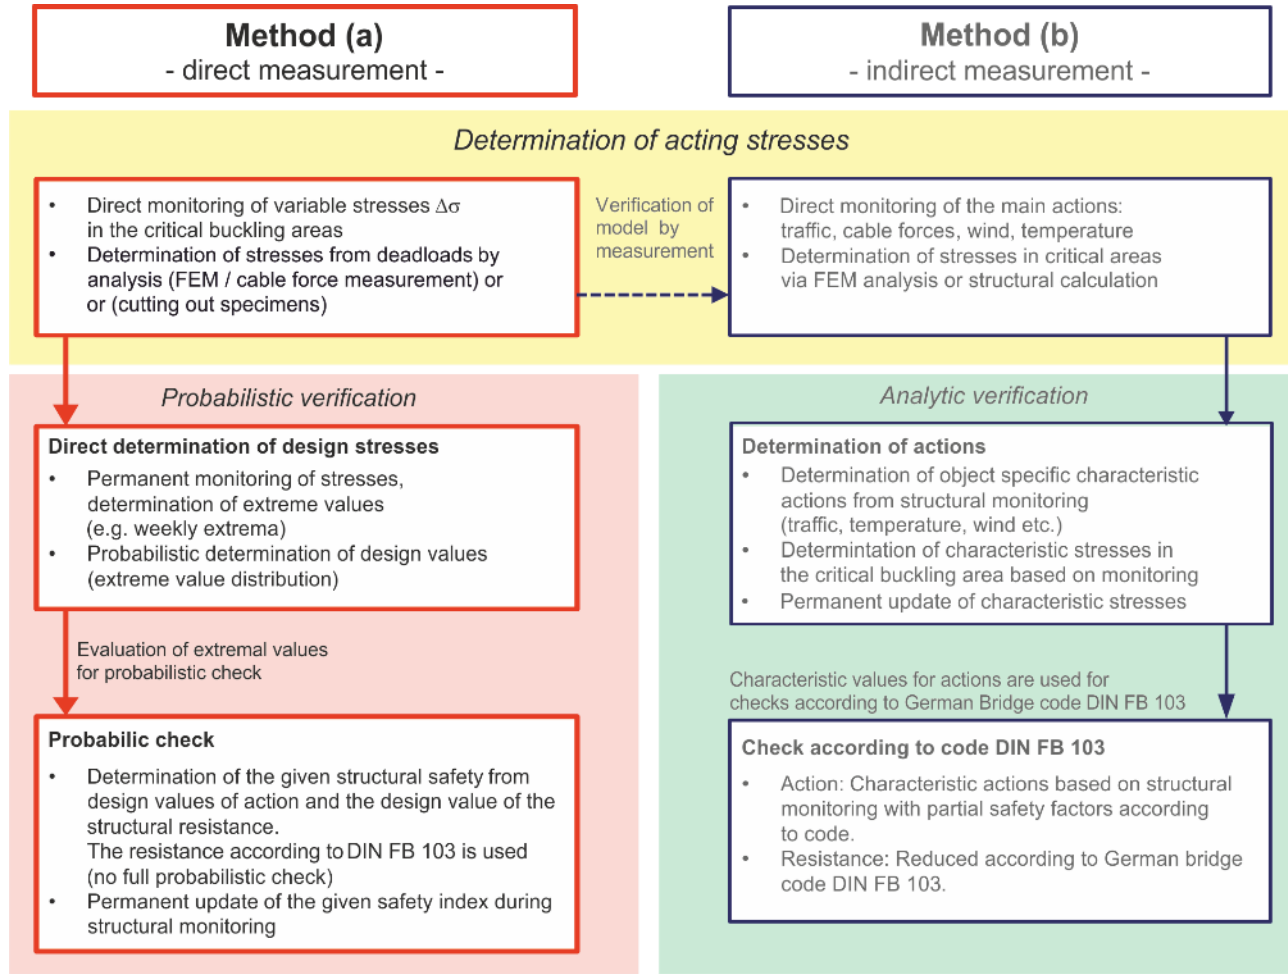 Method (a)
- direct measurement -
Method (b)
- indirect measurement -
Determination of acting stresses
• Direct monitoring of variable stresses Δσ
in the critical buckling areas
• Determination of stresses from deadloads by
analysis (FEM / cable force measurement) or
or (cutting out specimens)
Verification of
model by
measurement
• Direct monitoring of the main actions:
traffic, cable forces, wind, temperature
• Determination of stresses in critical areas
via FEM analysis or structural calculation
Probabilistic verification
Direct determination of design stresses
• Permanent monitoring of stresses,
determination of extreme values
(e.g. weekly extrema)
• Probabilistic determination of design values
(extreme value distribution)
Evaluation of extremal values
for probabilistic check
Probabilic check
• Determination of the given structural safety from
design values of action and the design value of the
structural resistance.
The resistance according to DIN FB 103 is used
(no full probabilistic check)
• Permanent update of the given safety index during
structural monitoring
Analytic verification
Determination of actions
• Determination of object specific characteristic
actions from structural monitoring
(traffic, temperature, wind etc.)
• Determintation of characteristic stresses in
the critical buckling area based on monitoring
• Permanent update of characteristic stresses
Characteristic values for actions are used for
checks according to German Bridge code DIN FB 103
Check according to code DIN FB 103
• Action: Characteristic actions based on structural
monitoring with partial safety factors according
to code.
• Resistance: Reduced according to German bridge
code DIN FB 103.